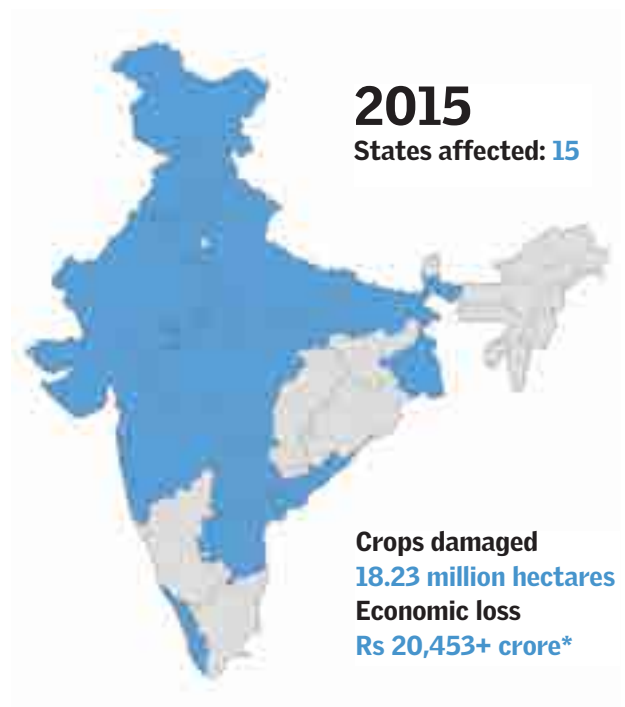 2015
States affected: 15
Crops damaged
18.23 million hectares
Economic loss
Rs 20,453+ crore*